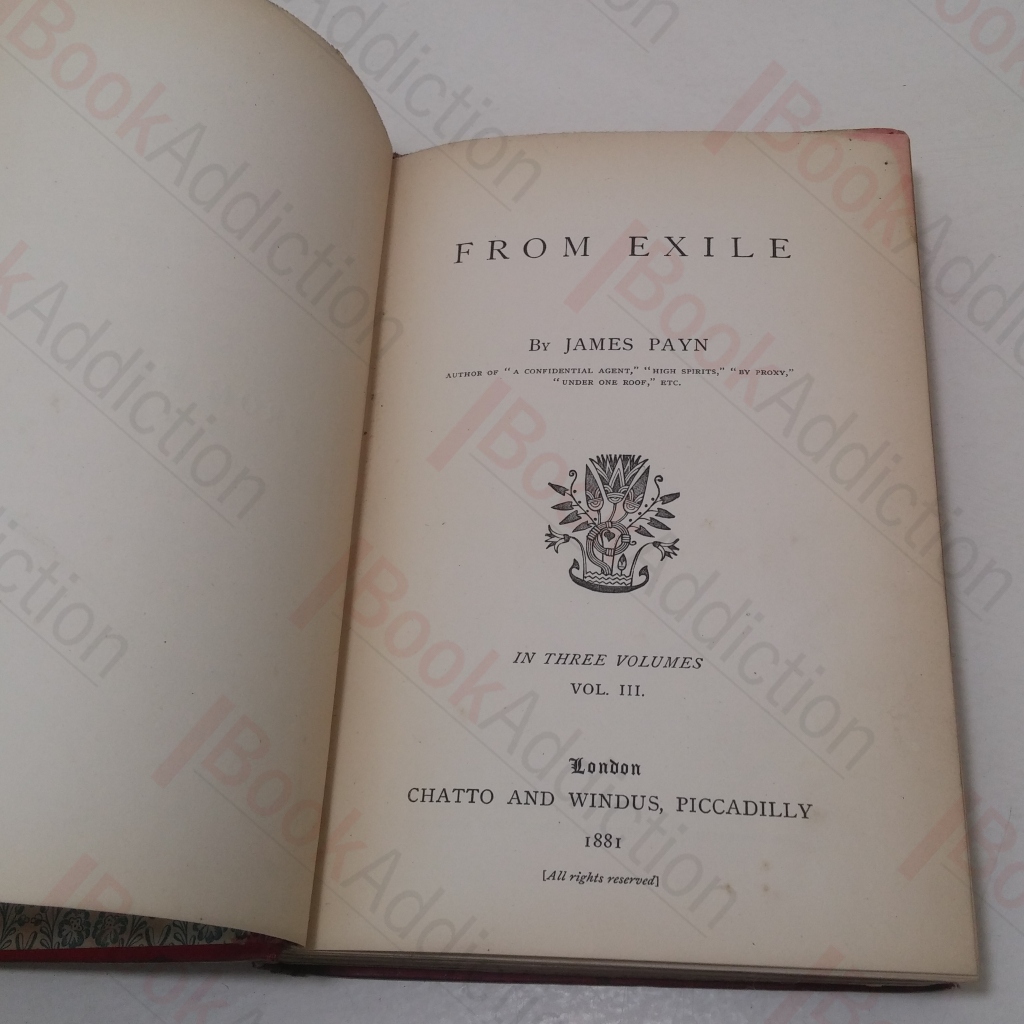 FROM EXILE
By JAMES PAYN
AUTHOR OF "A CONFIDENTIAL AGENT," "HIGH SPIRITS," "BY PROXY,"
"UNDER ONE ROOF," ETC.
IN THREE VOLUMES
VOL. III.
London
CHATTO AND WINDUS, PICCADILLY
1881
[All rights reserved]
BookAddiction